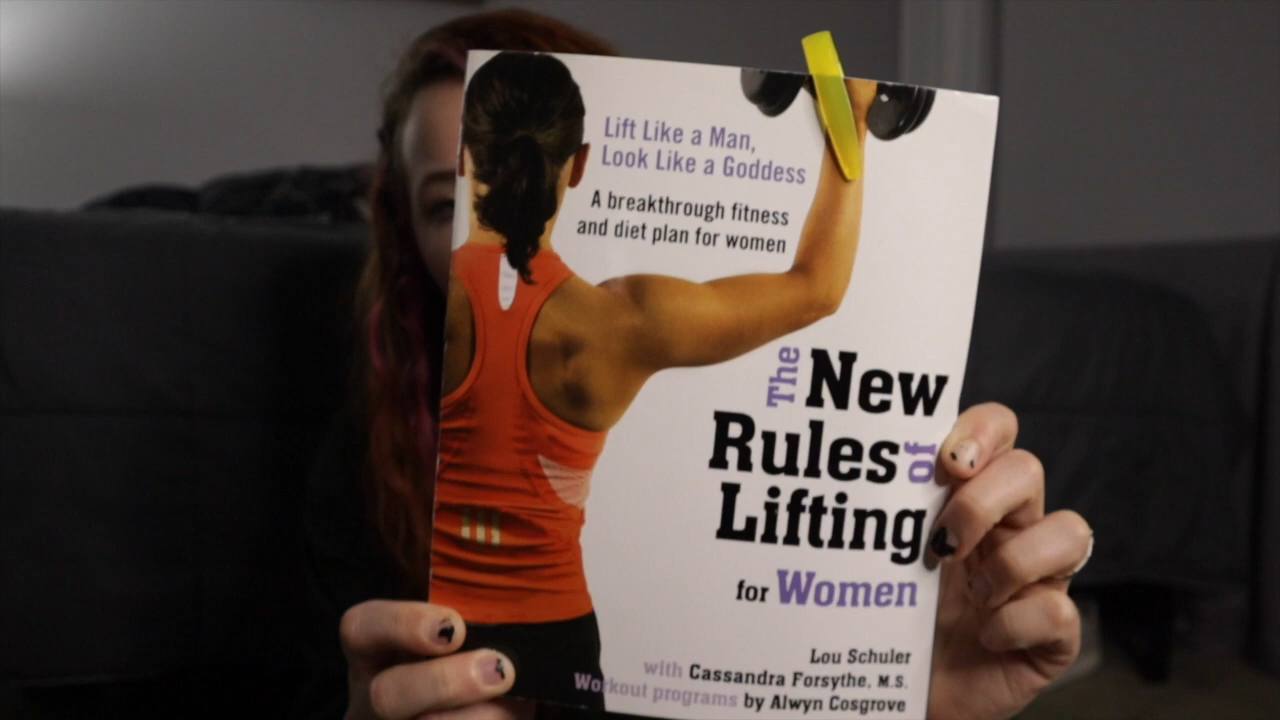 Lift Like a Man,
Look Like a Goddess
A breakthrough fitness
and diet plan for women
The New
Rules of
Lifting
for Women
Lou Schuler
with Cassandra Forsythe, M.S.
Workout programs by Alwyn Cosgrove